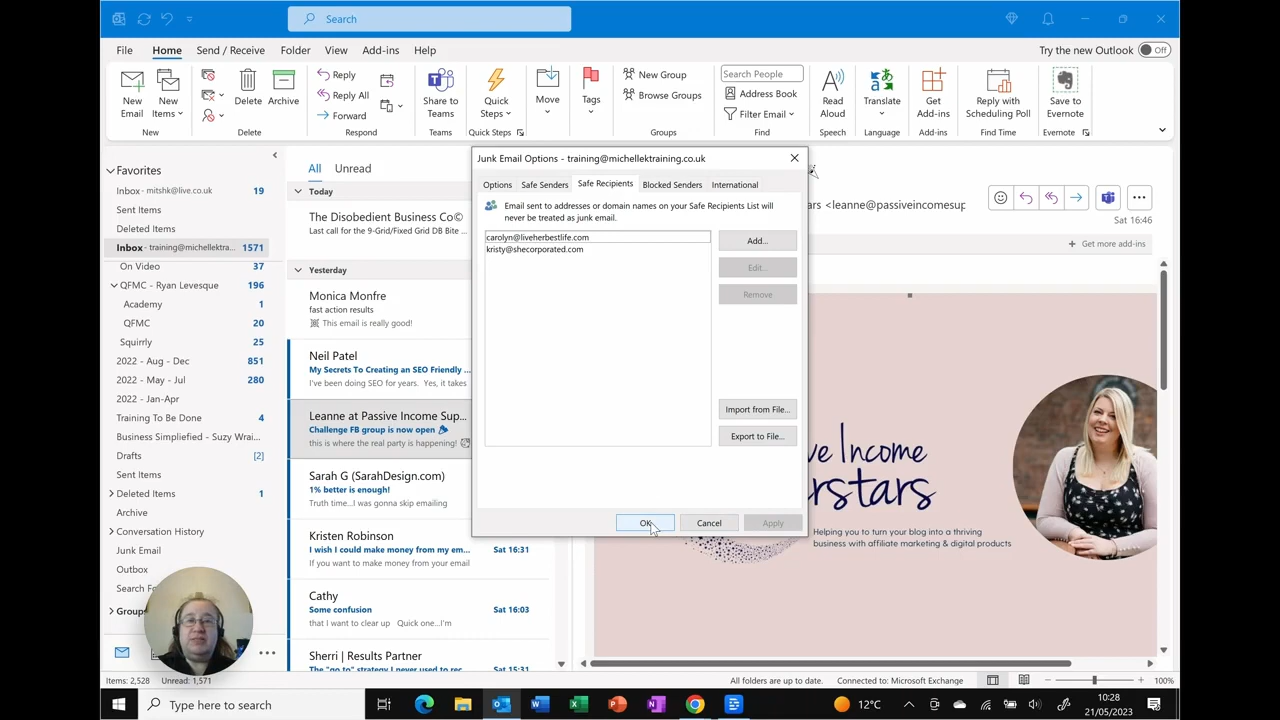 Search
File
Home
Send / Receive
Folder
View
Add-ins
Help
Try the new Outlook
Off
New
Email
New
Items
New
Delete
Archive
Delete
Reply
Reply All
Forward
Respond
Share to
Teams
Teams
Quick
Steps
Quick Steps
Move
Tags
New Group
Browse Groups
Groups
Search People
Address Book
Filter Email
Find
Read
Aloud
Speech
Translate
Language
Get
Add-ins
Add-ins
Reply with
Scheduling Poll
Find Time
Save to
Evernote
Evernote
Favorites
Inbox - mitshk@live.co.uk 19
Sent Items
Deleted Items
Inbox - training@michellektra... 1571
On Video 37
QFMC - Ryan Levesque 196
Academy 1
QFMC 20
Squirrly 25
2022 - Aug - Dec 851
2022 - May - Jul 280
2022 - Jan-Apr
Training To Be Done 4
Business Simpliefied - Suzy Wrai...
Drafts [2]
Sent Items
Deleted Items 1
Archive
Conversation History
Junk Email
Outbox
Search Fo
Groups
All
Unread
Today
The Disobedient Business Co©
Last call for the 9-Grid/Fixed Grid DB Bite ...
Yesterday
Monica Monfre
fast action results
This email is really good!
Neil Patel
My Secrets To Creating an SEO Friendly ...
I've been doing SEO for years. Yes, it takes
Leanne at Passive Income Sup...
Challenge FB group is now open
this is where the real party is happening!
Sarah G (SarahDesign.com)
1% better is enough!
Truth time...I was gonna skip emailing
Kristen Robinson
I wish I could make money from my em... Sat 16:31
If you want to make money from your email
Cathy
Some confusion Sat 16:03
that I want to clear up Quick one...I'm
Sherri | Results Partner
The "go to" strategy I never used to rec... Sat 15:31
Junk Email Options - training@michellektraining.co.uk
Options
Safe Senders
Safe Recipients
Blocked Senders
International
Email sent to addresses or domain names on your Safe Recipients List will
never be treated as junk email.
carolyn@liveherbestlife.com
kristy@shecorporated.com
Add...
Edit...
Remove
Import from File...
Export to File...
OK
Cancel
Apply
ars <leanne@passiveincomesup
Sat 16:46
Get more add-ins
ve Income
rstars
Helping you to turn your blog into a thriving
business with affiliate marketing & digital products
Items: 2,528 Unread: 1,571
All folders are up to date.
Connected to: Microsoft Exchange
100%
Type here to search
12°C
10:28
21/05/2023